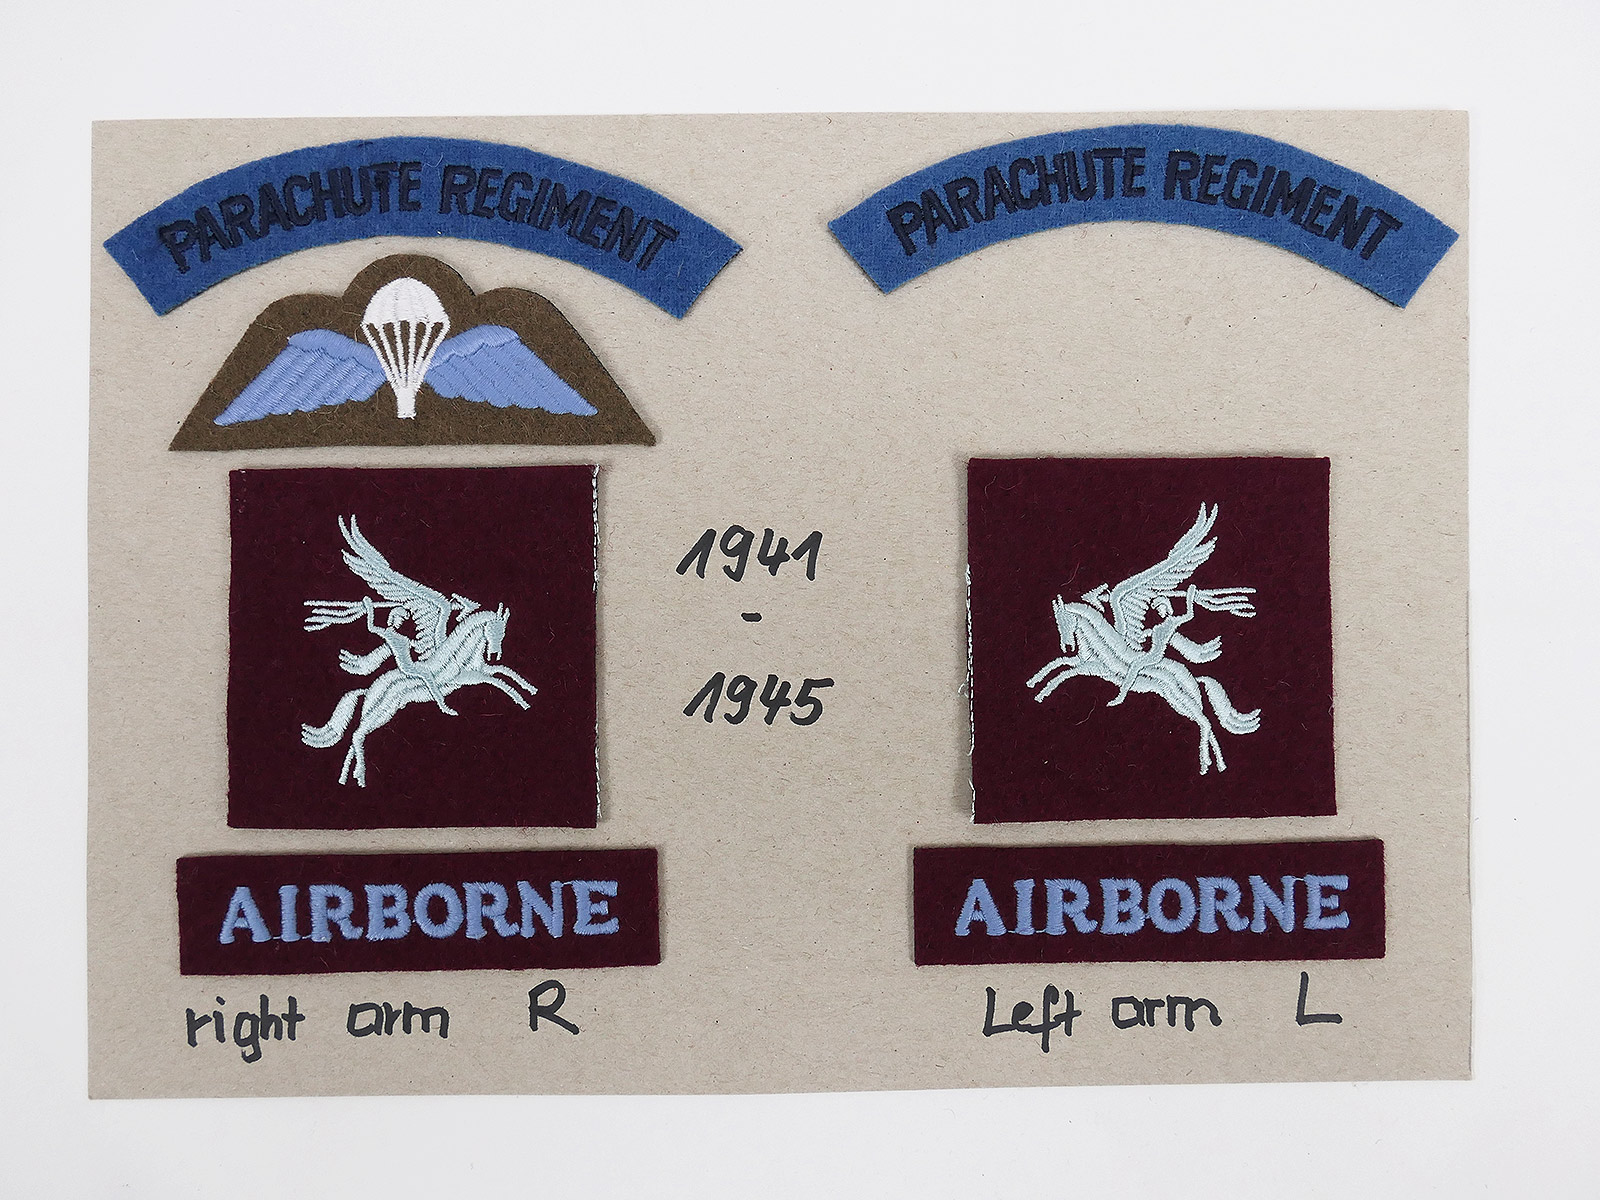 PARACHUTE REGIMENT
PARACHUTE REGIMENT
1941
-
1945
AIRBORNE
AIRBORNE
right arm R
Left arm L